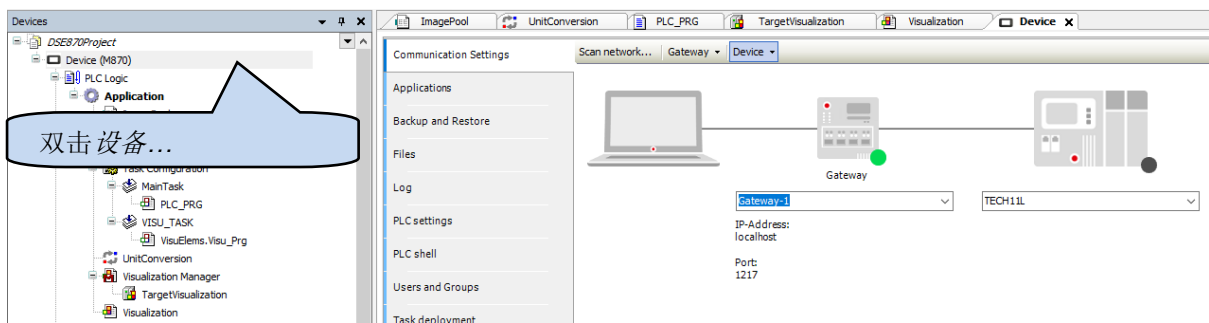 Devices
DSE870Project
Device (M870)
PLC Logic
Application
双击设备...
Task Configuration
MainTask
PLC_PRG
VISU_TASK
VisuElems.Visu_Prg
UnitConversion
Visualization Manager
TargetVisualization
Visualization
ImagePool
UnitConversion
PLC_PRG
TargetVisualization
Visualization
Device
Communication Settings
Applications
Backup and Restore
Files
Log
PLC settings
PLC shell
Users and Groups
Task deployment
Scan network...
Gateway
Device
Gateway
Gateway-1
TECH11L
IP-Address:
localhost
Port:
1217